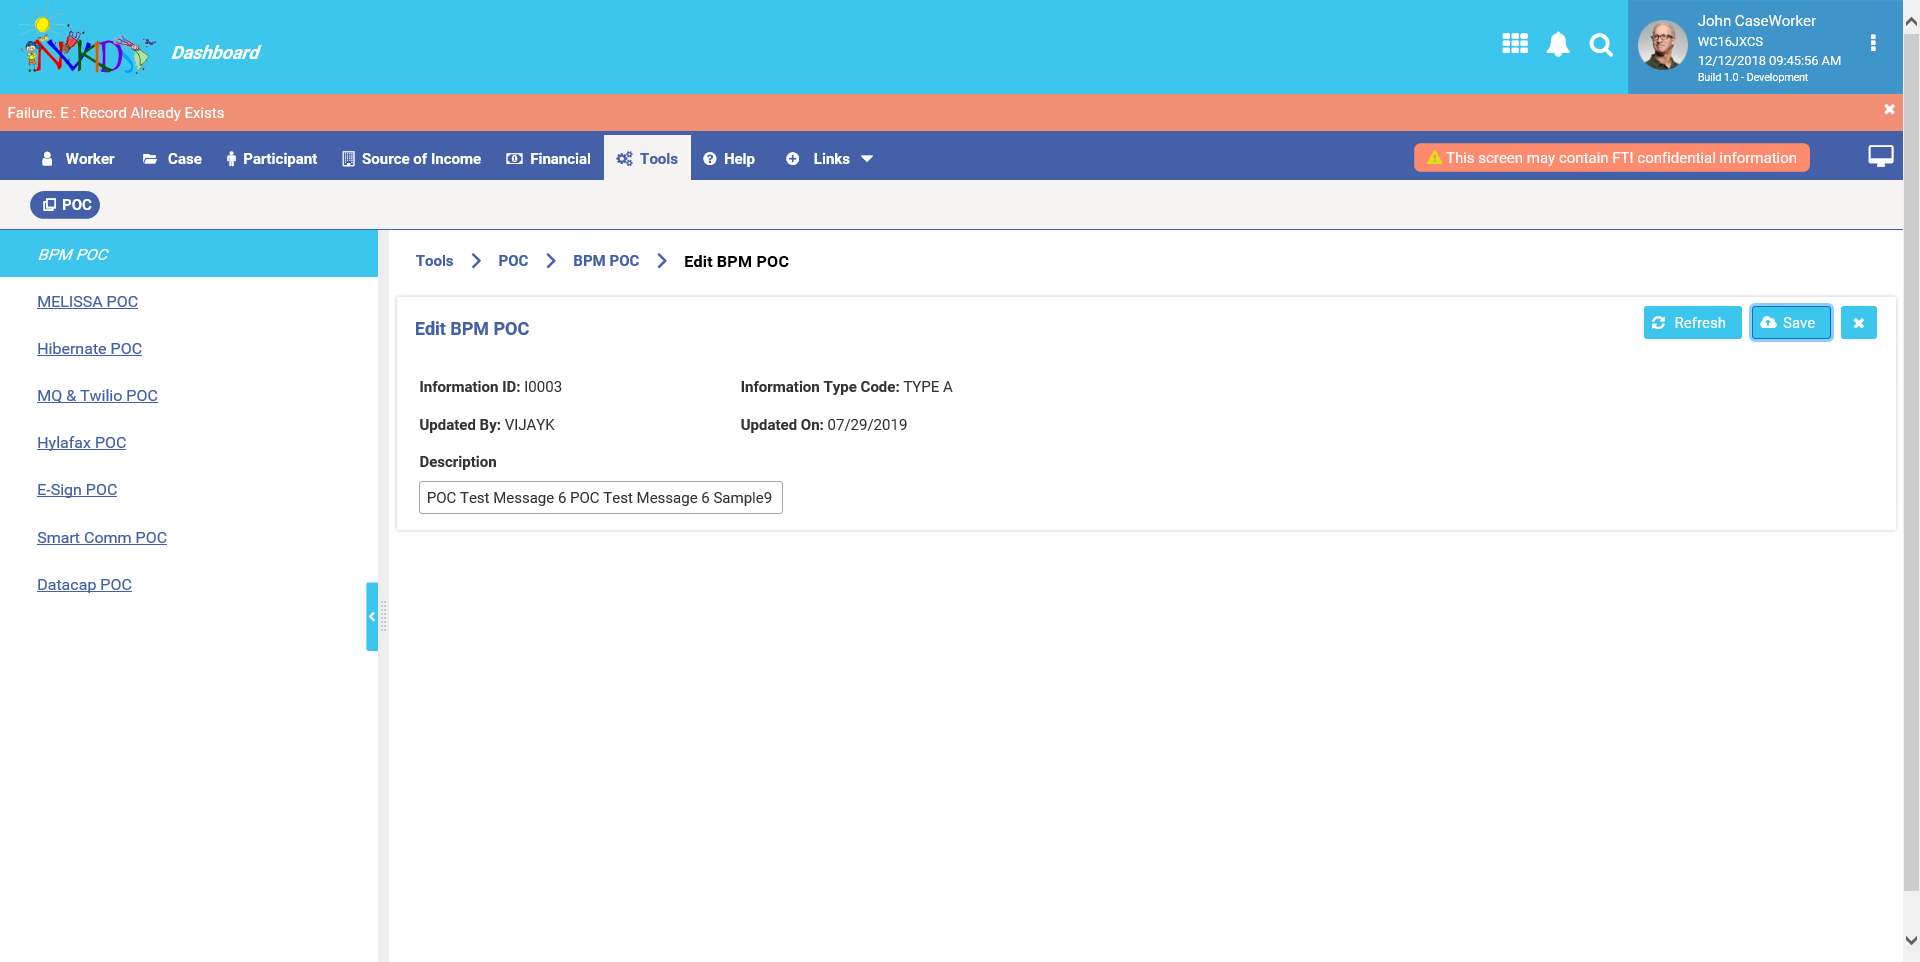 NVKIDS
Dashboard
John CaseWorker
WC16JXCS
12/12/2018 09:45:56 AM
Build 1.0 - Development
Failure. E : Record Already Exists
Worker Case Participant Source of Income Financial Tools Help Links
This screen may contain FTI confidential information
POC
BPM POC
MELISSA POC
Hibernate POC
MQ & Twilio POC
Hylafax POC
E-Sign POC
Smart Comm POC
Datacap POC
Tools POC BPM POC Edit BPM POC
Edit BPM POC
Refresh Save
Information ID: I0003 Information Type Code: TYPE A
Updated By: VIJAYK Updated On: 07/29/2019
Description
POC Test Message 6 POC Test Message 6 Sample9